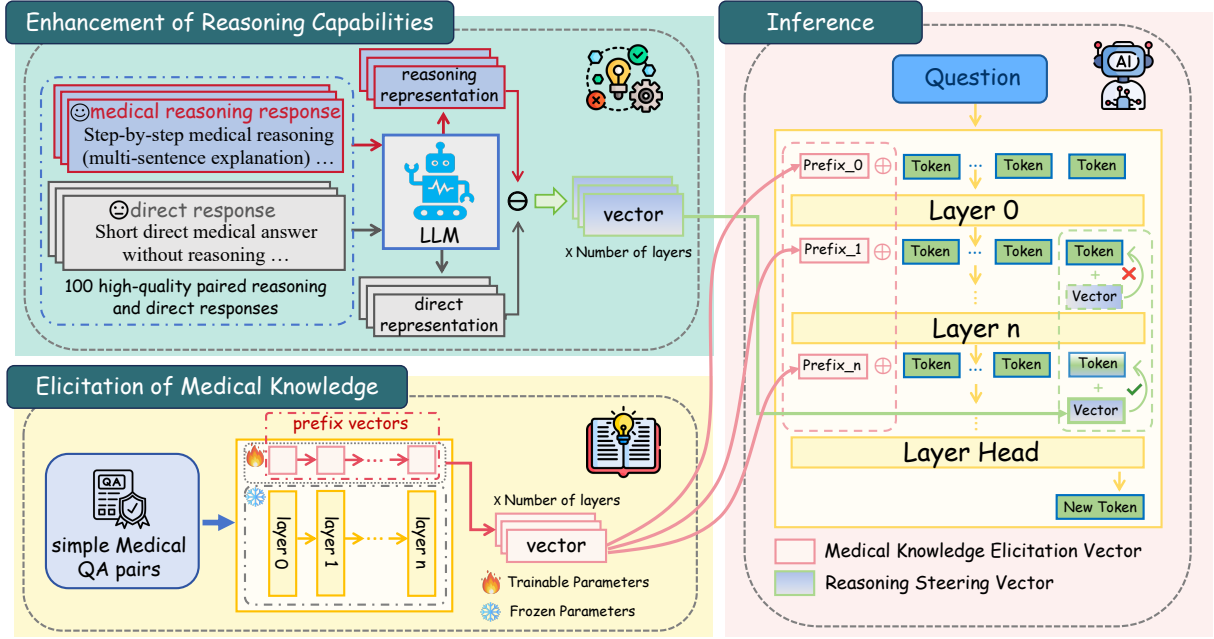 Enhancement of Reasoning Capabilities
medical reasoning response
Step-by-step medical reasoning
(multi-sentence explanation) ...
direct response
Short direct medical answer
without reasoning ...
100 high-quality paired reasoning
and direct responses
reasoning
representation
LLM
direct
representation
vector
x Number of layers
Elicitation of Medical Knowledge
QA
simple Medical
QA pairs
prefix vectors
layer 0
layer 1
layer n
x Number of layers
vector
Trainable Parameters
Frozen Parameters
Inference
Question
AI
Prefix_0
Token
...
Token
Token
Layer 0
Prefix_1
Token
...
Token
Token
+
Vector
Layer n
Prefix_n
Token
...
Token
Token
+
Vector
Layer Head
New Token
Medical Knowledge Elicitation Vector
Reasoning Steering Vector